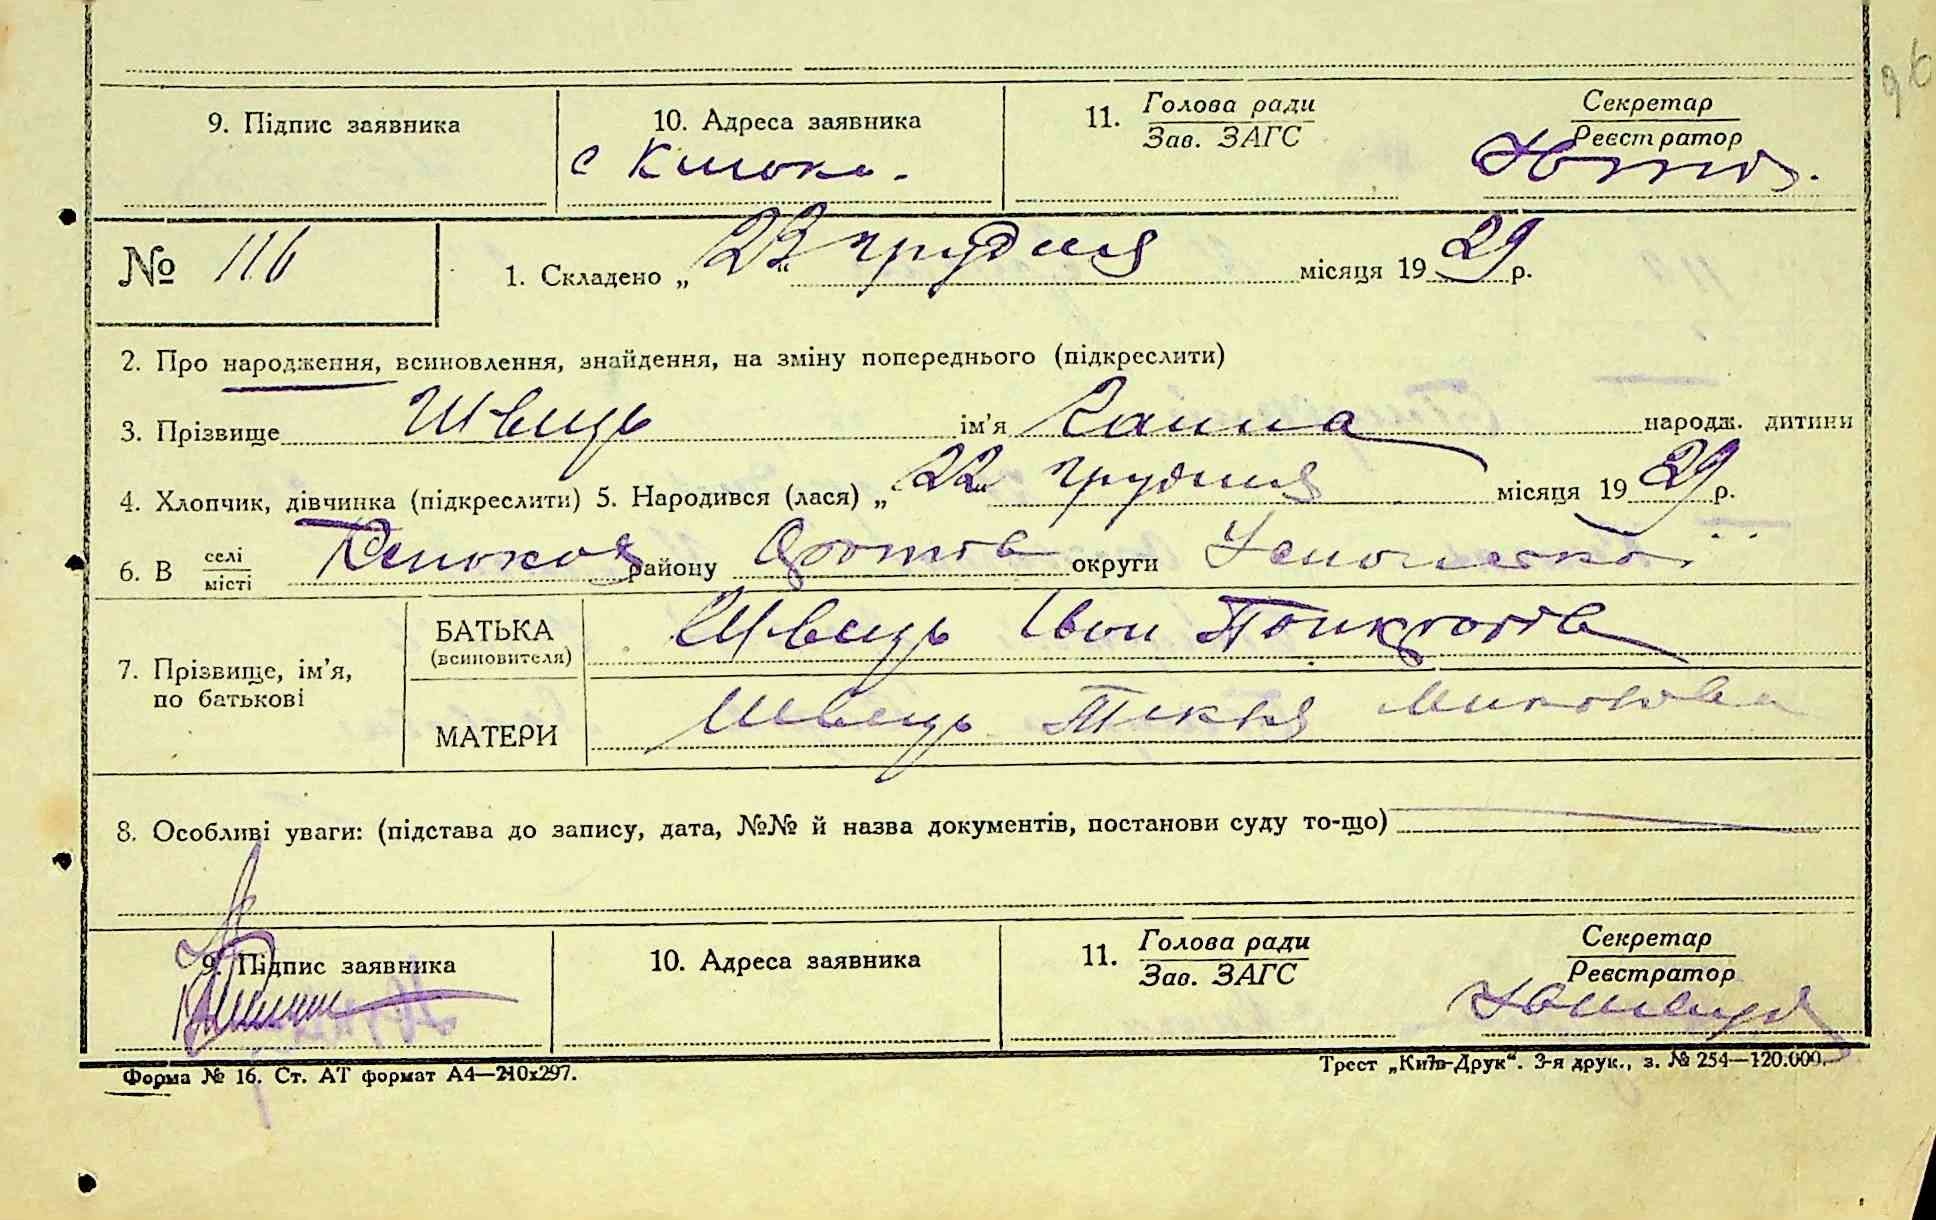 96
9. Підпис заявника 10. Адреса заявника 11. Голова ради Секретар
Зав. ЗАГС Реєстратор
с
№ 116 1. Складено „23“ грудня місяця 1929 р.
2. Про народження, всиновлення, знайдення, на зміну попереднього (підкреслити)
3. Прізвище Швець ім'я Ганна народж. дитини
4. Хлопчик, дівчинка (підкреслити) 5. Народився (лася) „22“ грудня місяця 1929 р.
6. В селі району Оратів округи Уманської
місті
7. Прізвище, ім'я, по батькові
БАТЬКА (всиновителя) Швець Іван Панкратів
МАТЕРИ Швець Текля
8. Особливі уваги: (підстава до запису, дата, №№ й назва документів, постанови суду то-що)
9. Підпис заявника 10. Адреса заявника 11. Голова ради Секретар
Зав. ЗАГС Реєстратор
Форма № 16. Ст. АТ формат А4—210х297. Трест „Київ-Друк“. 3-я друк., з. № 254—120.000.